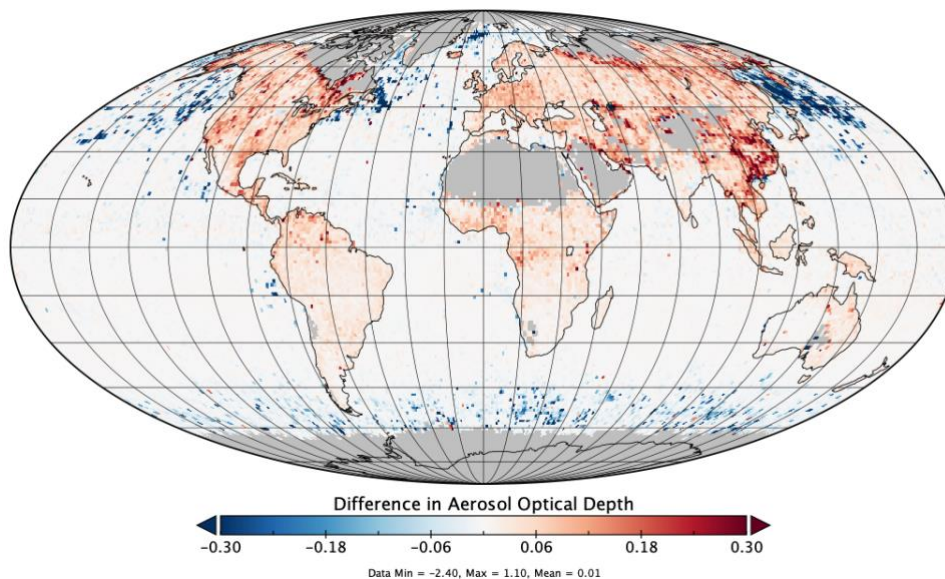 Difference in Aerosol Optical Depth
−0.30 −0.18 −0.06 0.06 0.18 0.30
Data Min = −2.40, Max = 1.10, Mean = 0.01